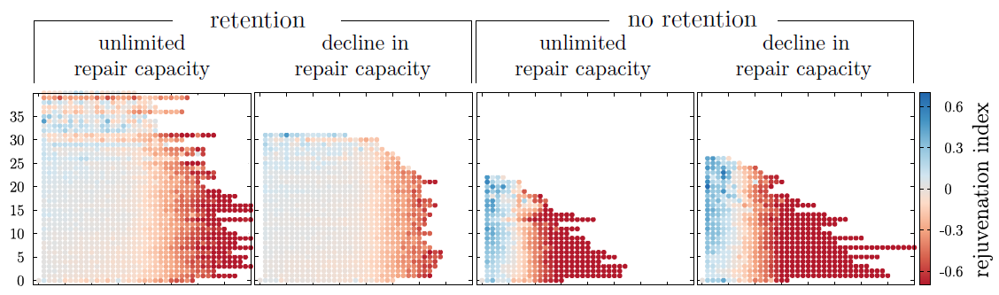 retention
no retention
unlimited
repair capacity
decline in
repair capacity
unlimited
repair capacity
decline in
repair capacity
35
30
25
20
15
10
5
0
0.6
0.3
0
-0.3
-0.6
rejuvenation index